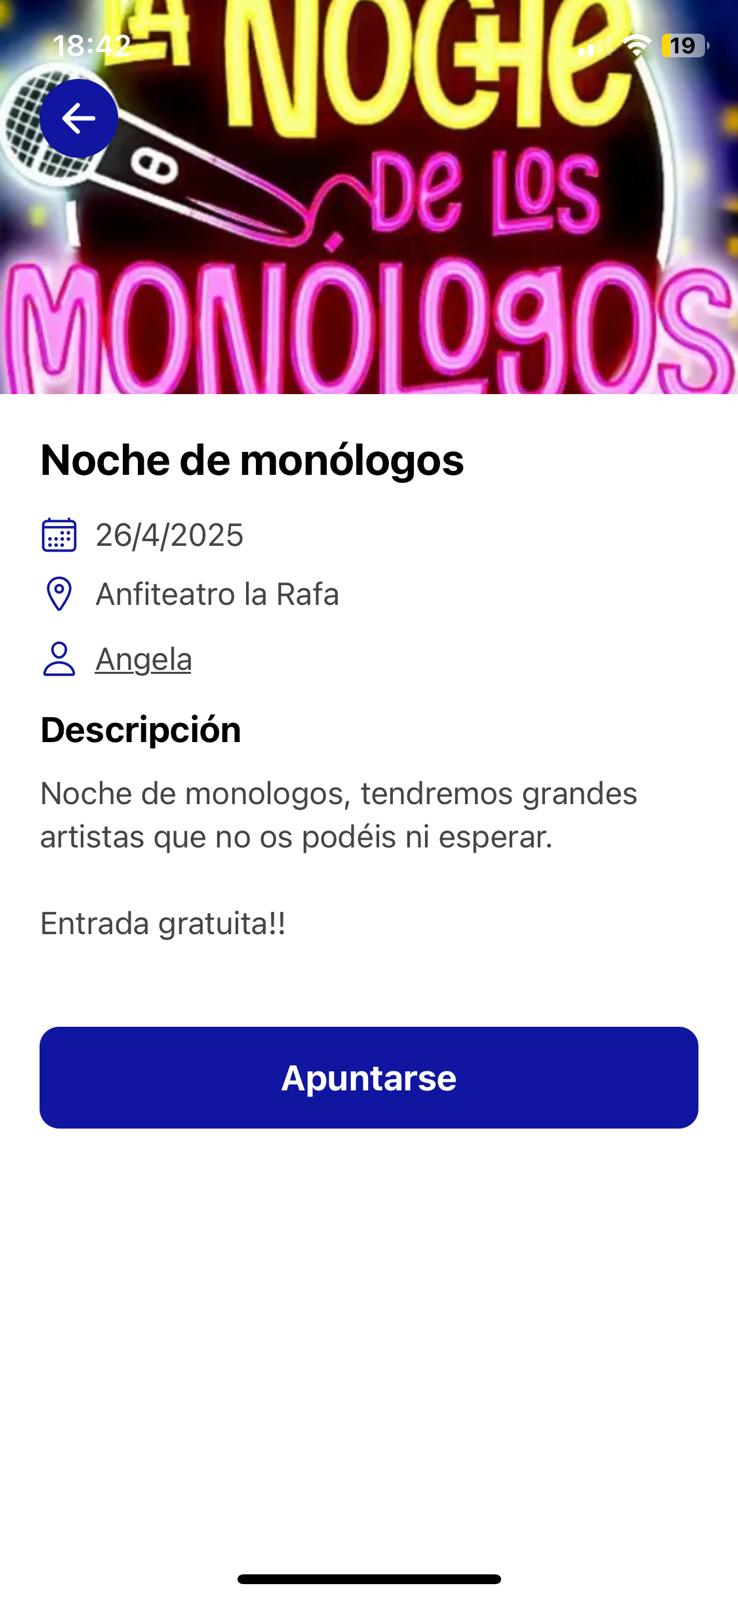 18:42
19
LA NOCHE
DE LOS
MONÓLOGOS
Noche de monólogos
26/4/2025
Anfiteatro la Rafa
Angela
Descripción
Noche de monologos, tendremos grandes
artistas que no os podéis ni esperar.
Entrada gratuita!!
Apuntarse